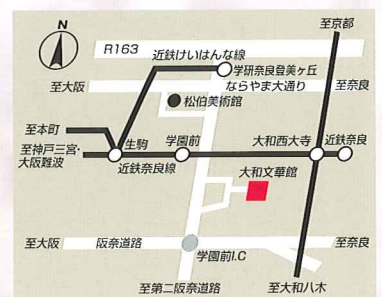 N
至京都
R163
近鉄けいはんな線
学研奈良登美ヶ丘
至大阪
ならやま大通り
至奈良
松伯美術館
至本町
生駒
学園前
大和西大寺
近鉄奈良
至神戸三宮・
大阪難波
近鉄奈良線
大和文華館
至大阪
阪奈道路
至奈良
学園前I.C
至第二阪奈道路
至大和八木